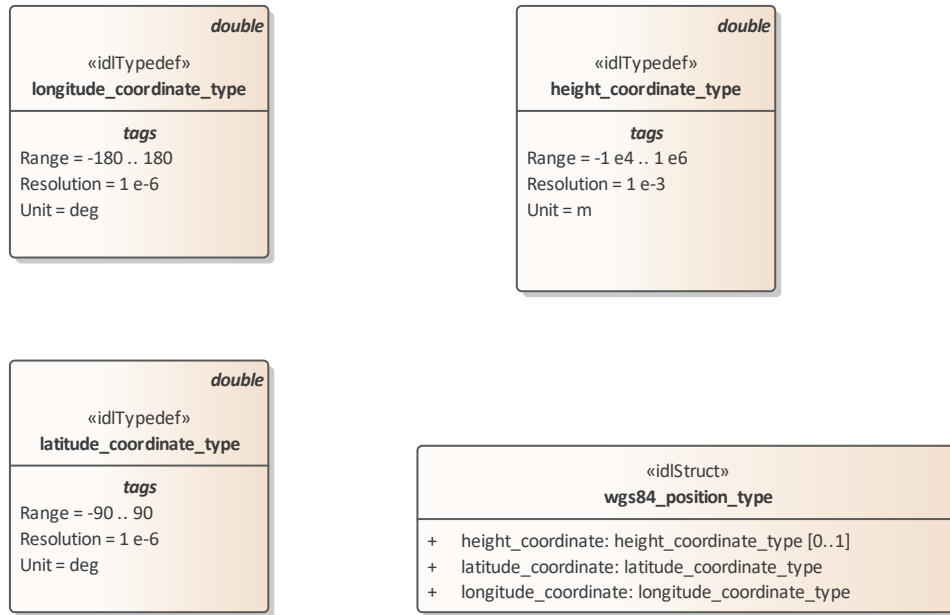 double
«idlTypedef»
longitude_coordinate_type
tags
Range = -180 .. 180
Resolution = 1 e-6
Unit = deg
double
«idlTypedef»
height_coordinate_type
tags
Range = -1 e4 .. 1 e6
Resolution = 1 e-3
Unit = m
double
«idlTypedef»
latitude_coordinate_type
tags
Range = -90 .. 90
Resolution = 1 e-6
Unit = deg
«idlStruct»
wgs84_position_type
+ height_coordinate: height_coordinate_type [0..1]
+ latitude_coordinate: latitude_coordinate_type
+ longitude_coordinate: longitude_coordinate_type